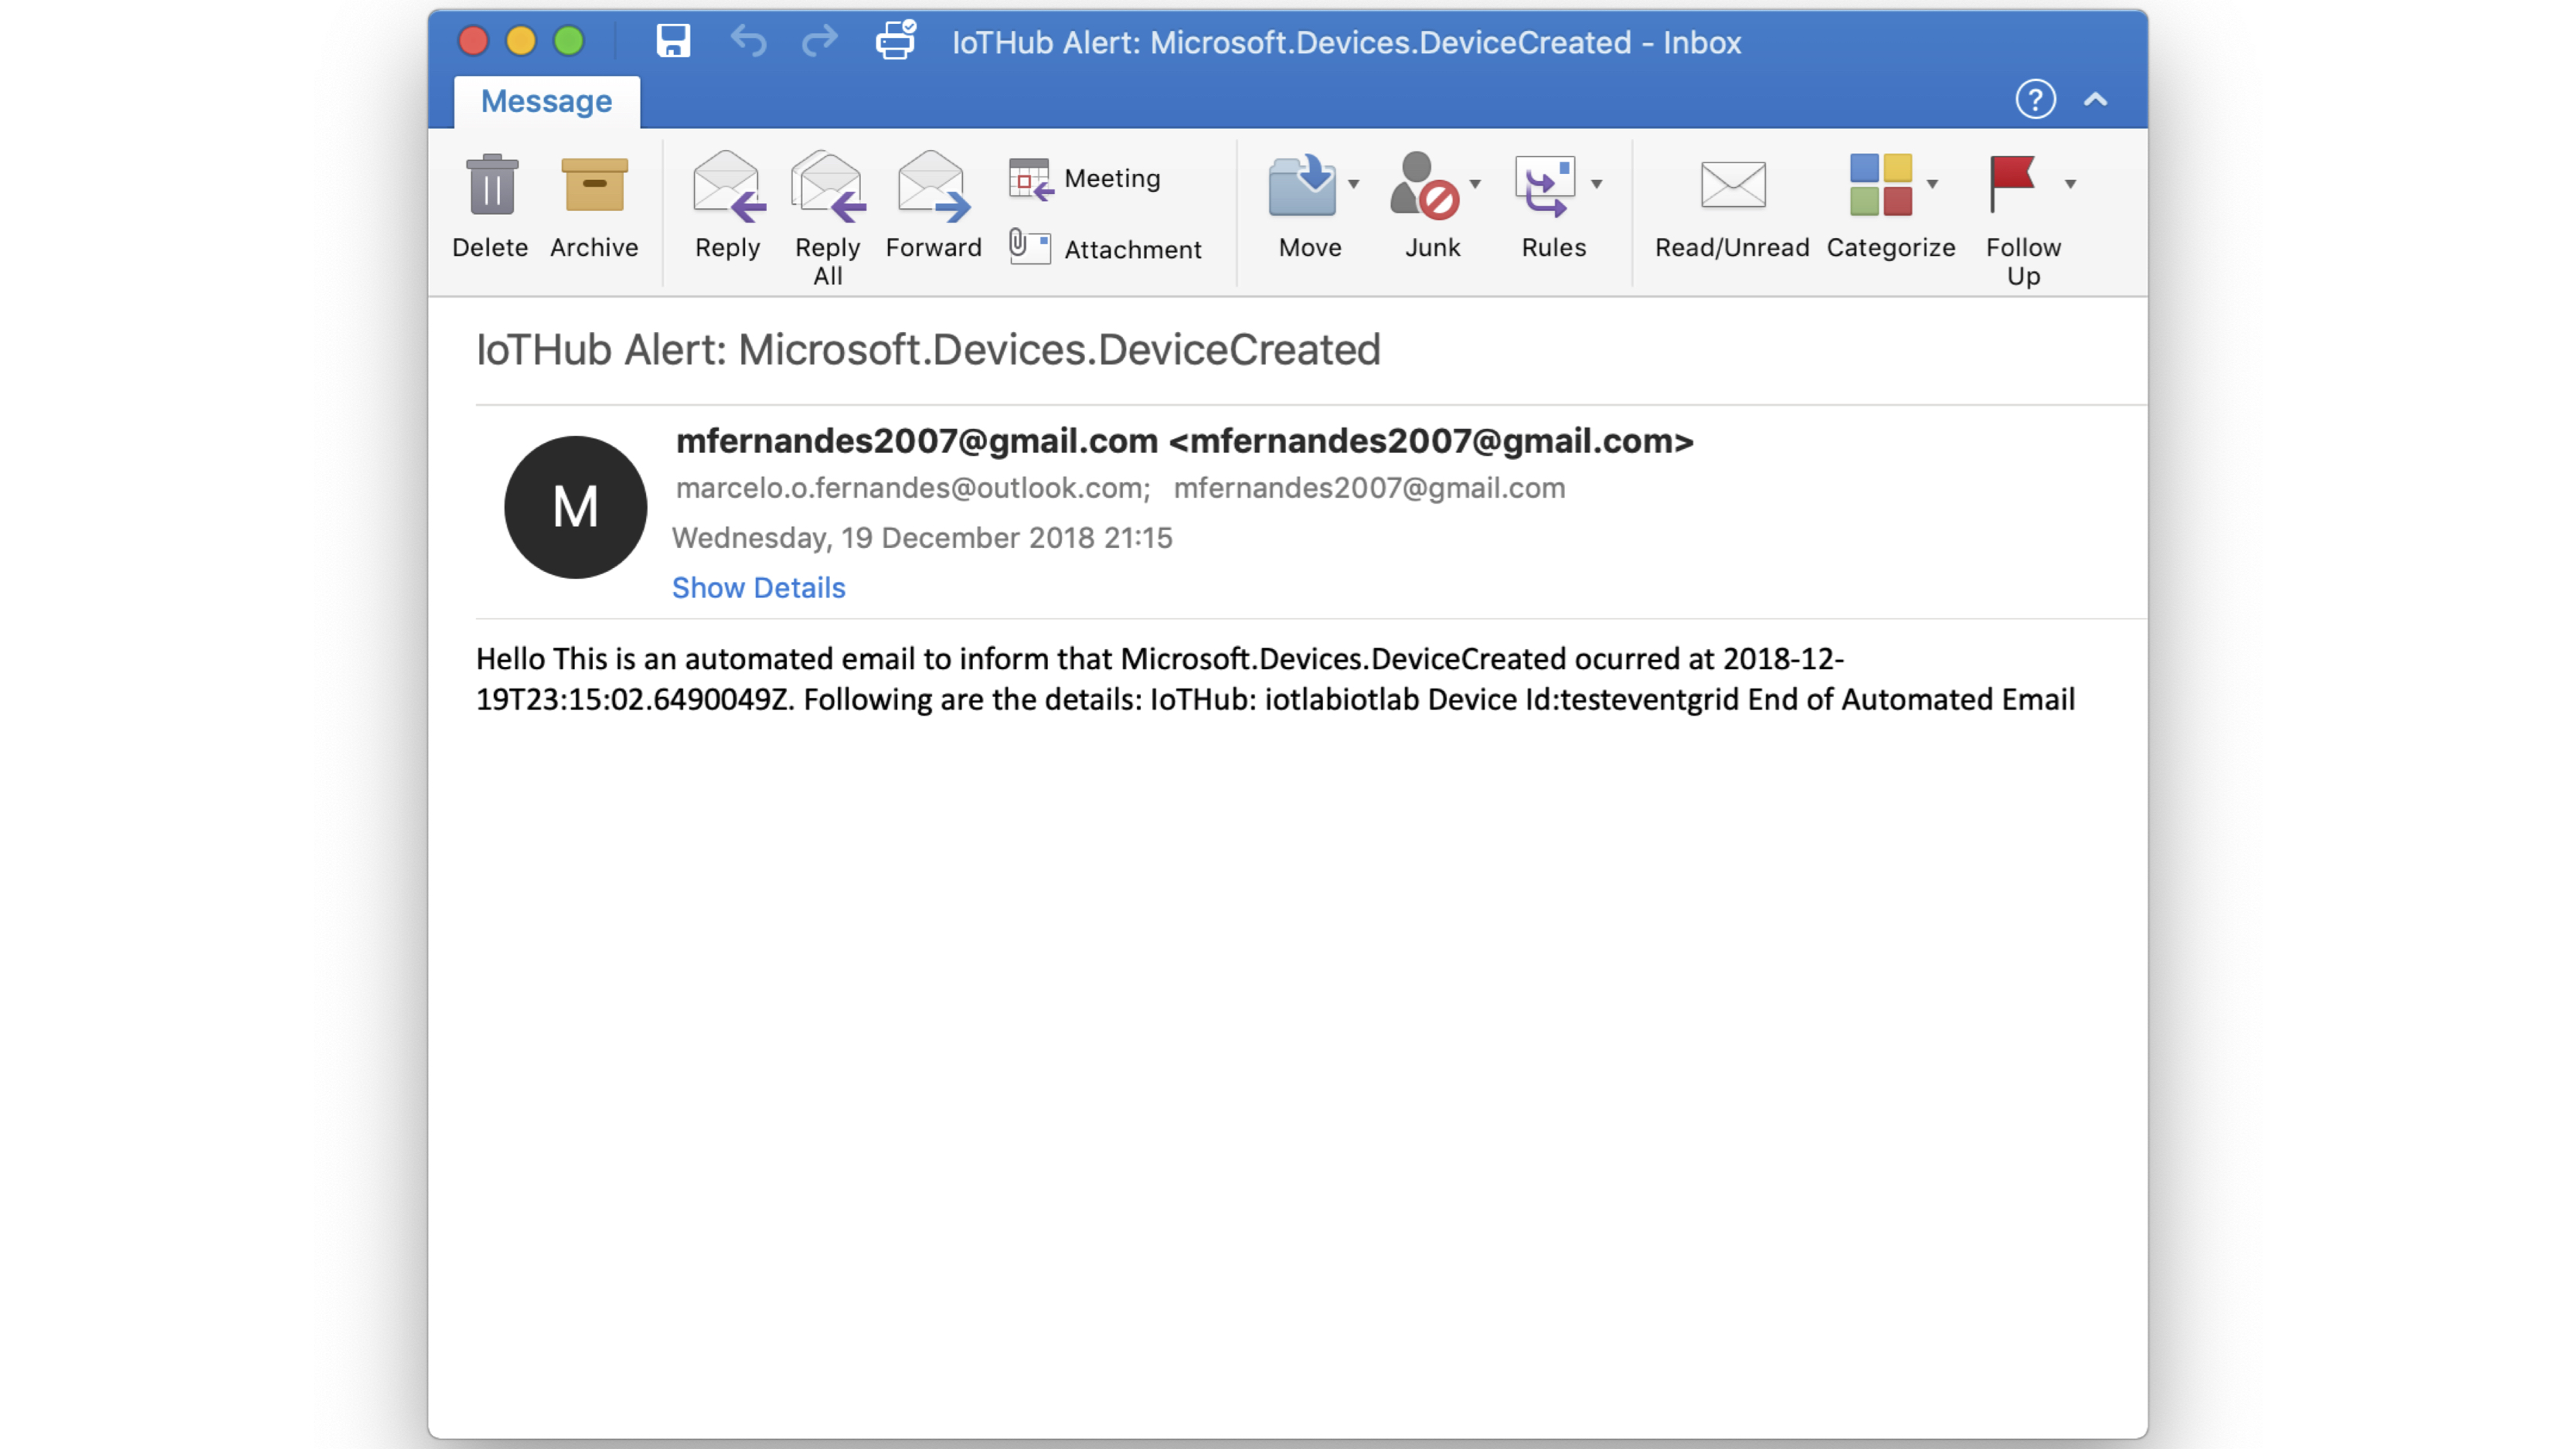 IoTHub Alert: Microsoft.Devices.DeviceCreated - Inbox
Message
?
Delete
Archive
Reply
Reply
All
Forward
Meeting
Attachment
Move
Junk
Rules
Read/Unread
Categorize
Follow
Up
IoTHub Alert: Microsoft.Devices.DeviceCreated
M
mfernandes2007@gmail.com <mfernandes2007@gmail.com>
marcelo.o.fernandes@outlook.com; mfernandes2007@gmail.com
Wednesday, 19 December 2018 21:15
Show Details
Hello This is an automated email to inform that Microsoft.Devices.DeviceCreated ocurred at 2018-12-
19T23:15:02.6490049Z. Following are the details: IoTHub: iotlabiotlab Device Id:testeventgrid End of Automated Email